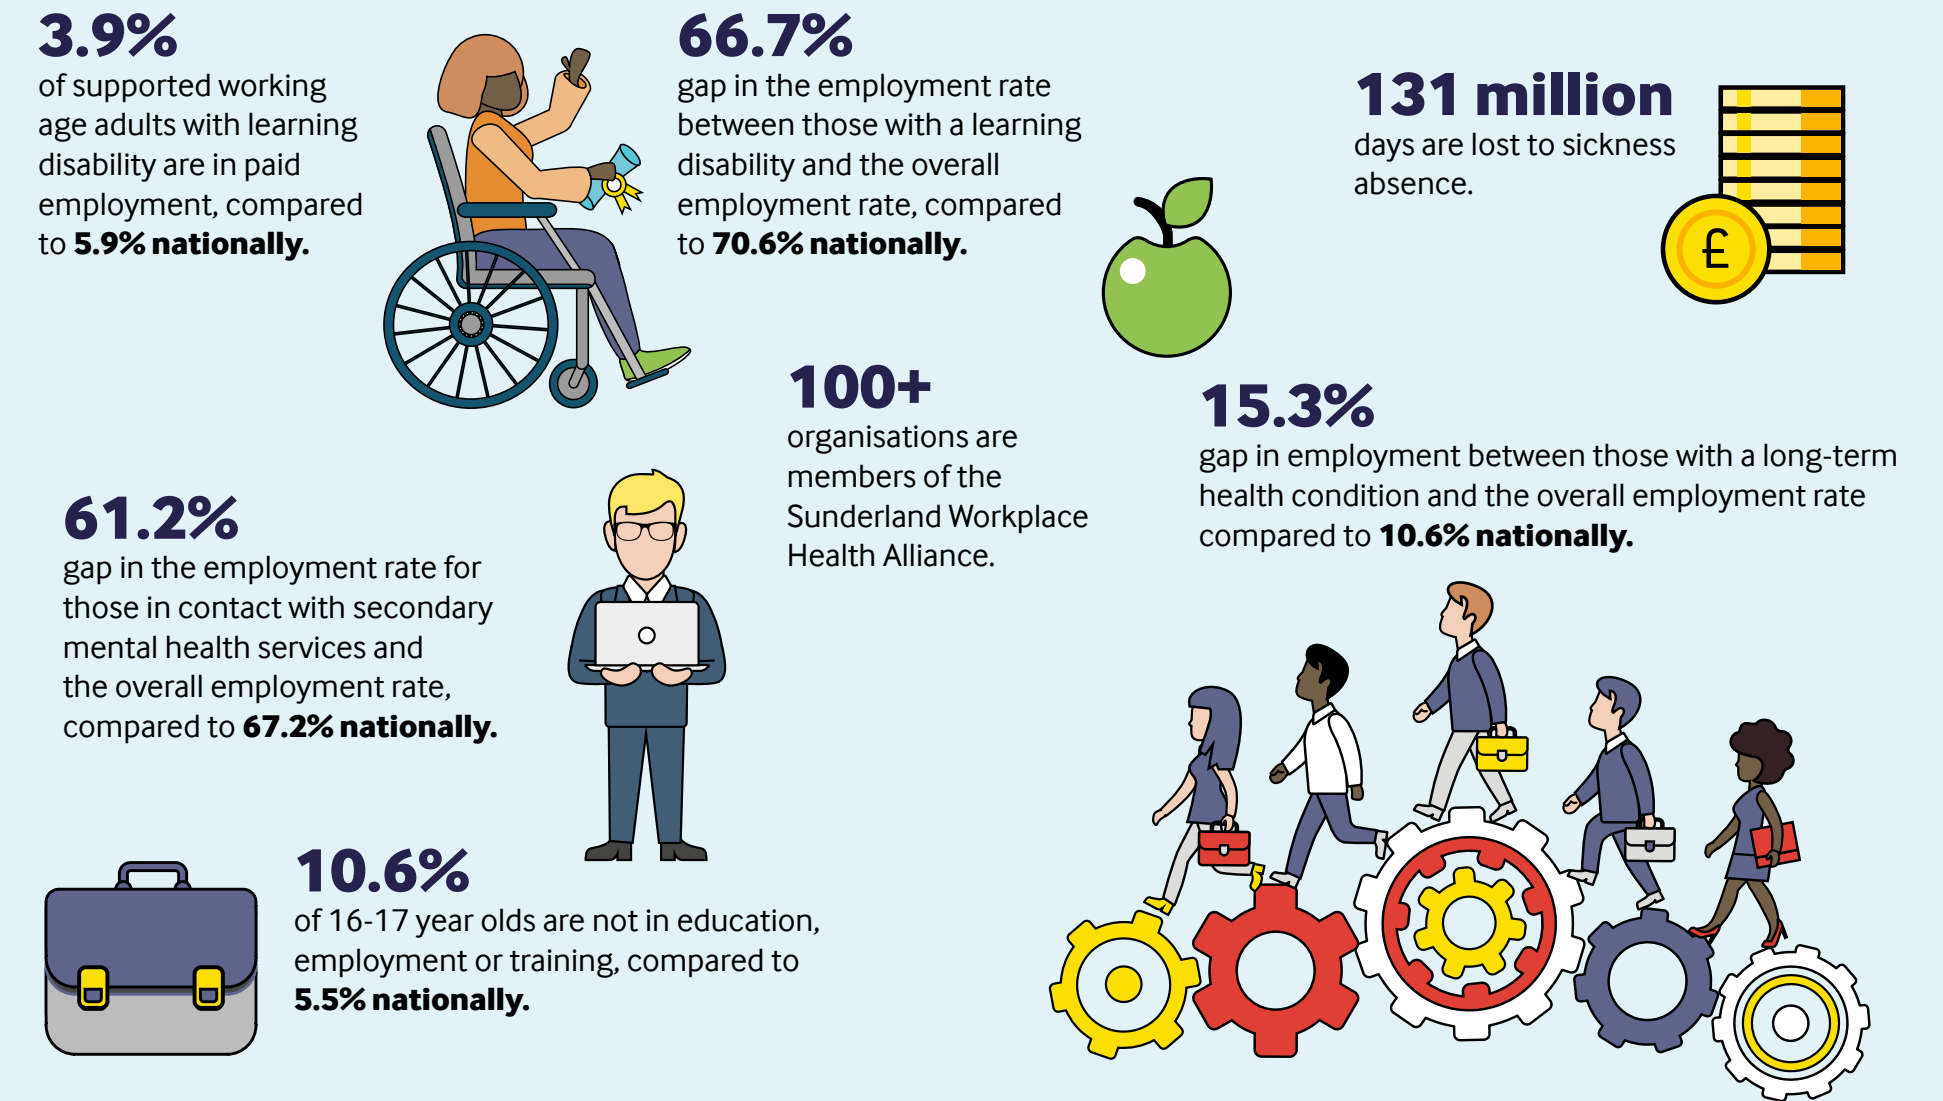 3.9%
of supported working
age adults with learning
disability are in paid
employment, compared
to 5.9% nationally.
66.7%
gap in the employment rate
between those with a learning
disability and the overall
employment rate, compared
to 70.6% nationally.
131 million
days are lost to sickness
absence.
£
100+
organisations are
members of the
Sunderland Workplace
Health Alliance.
15.3%
gap in employment between those with a long-term
health condition and the overall employment rate
compared to 10.6% nationally.
61.2%
gap in the employment rate for
those in contact with secondary
mental health services and
the overall employment rate,
compared to 67.2% nationally.
10.6%
of 16-17 year olds are not in education,
employment or training, compared to
5.5% nationally.